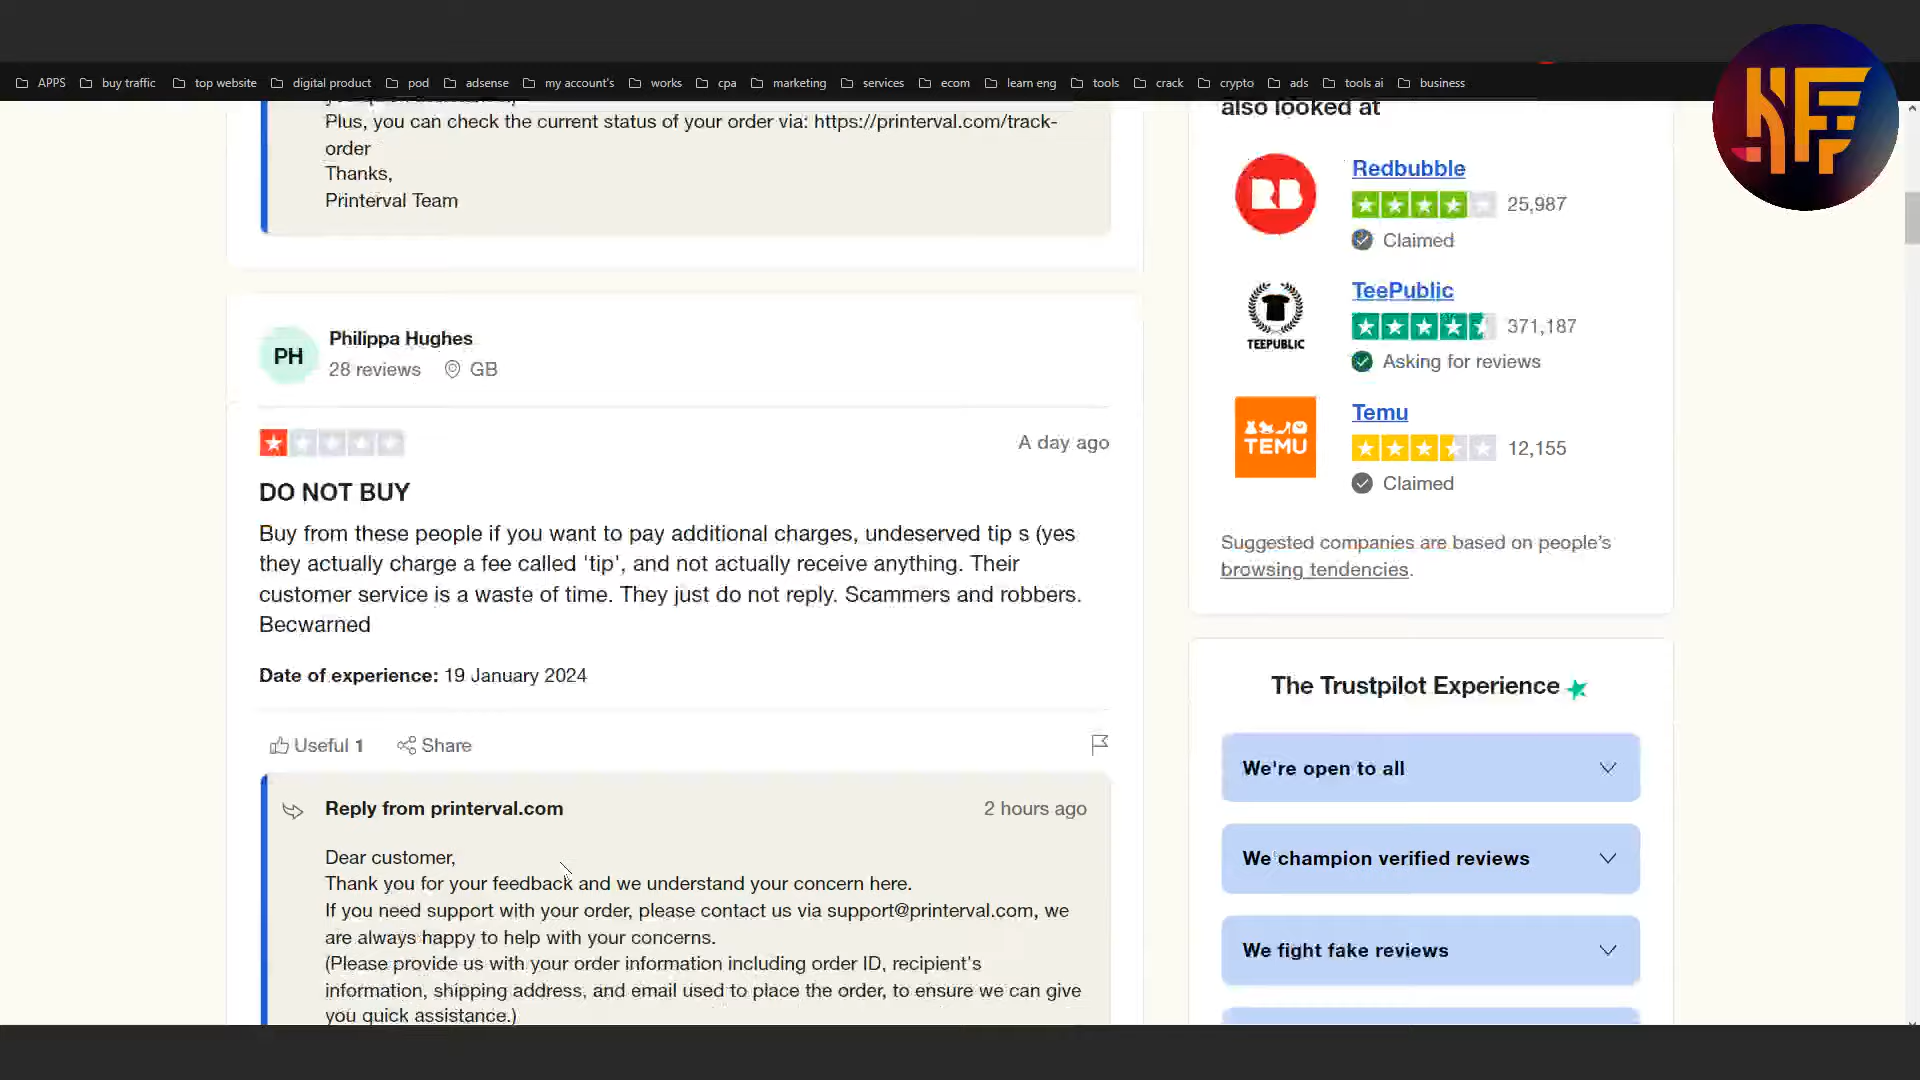 APPS buy traffic top website digital product pod adsense my account's works cpa marketing services ecom learn eng tools crack crypto ads tools ai business
Plus, you can check the current status of your order via: https://printerval.com/track-
order
Thanks,
Printerval Team
PH
Philippa Hughes
28 reviews GB
A day ago
DO NOT BUY
Buy from these people if you want to pay additional charges, undeserved tip s (yes
they actually charge a fee called 'tip', and not actually receive anything. Their
customer service is a waste of time. They just do not reply. Scammers and robbers.
Becwarned
Date of experience: 19 January 2024
Useful 1 Share
Reply from printerval.com 2 hours ago
Dear customer,
Thank you for your feedback and we understand your concern here.
If you need support with your order, please contact us via support@printerval.com, we
are always happy to help with your concerns.
(Please provide us with your order information including order ID, recipient's
information, shipping address, and email used to place the order, to ensure we can give
you quick assistance.)
also looked at
RB
Redbubble
25,987
Claimed
TEEPUBLIC
TeePublic
371,187
Asking for reviews
TEMU
Temu
12,155
Claimed
Suggested companies are based on people's
browsing tendencies.
The Trustpilot Experience
We're open to all
We champion verified reviews
We fight fake reviews